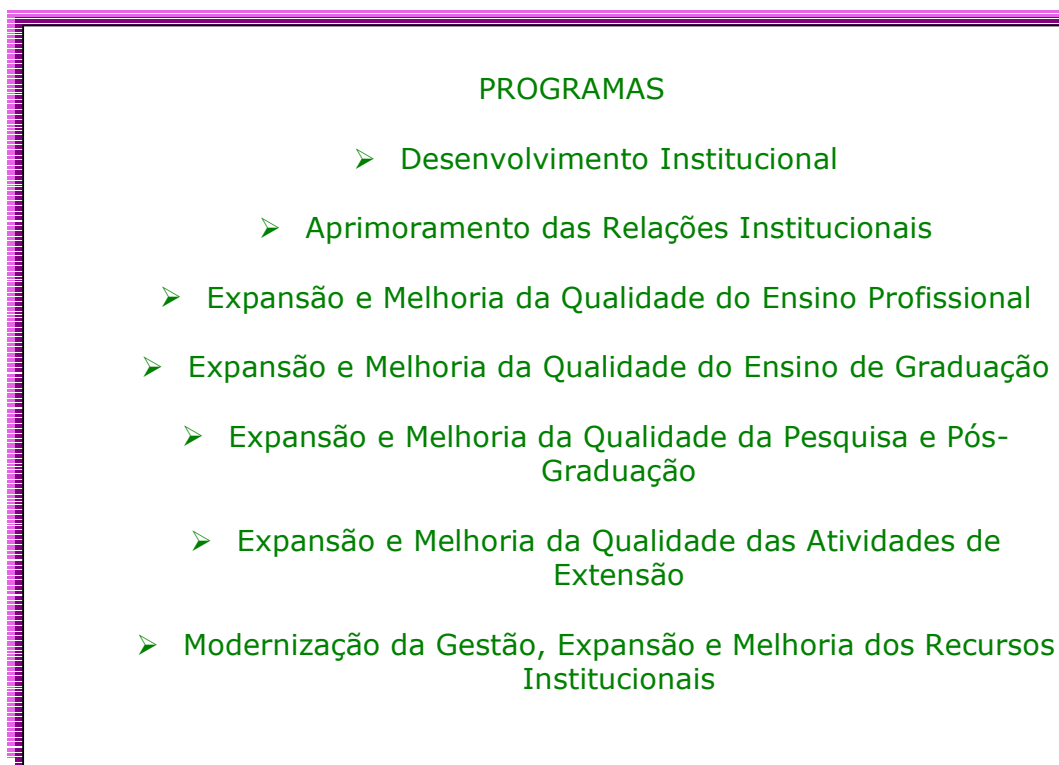 PROGRAMAS
➢ Desenvolvimento Institucional
➢ Aprimoramento das Relações Institucionais
➢ Expansão e Melhoria da Qualidade do Ensino Profissional
➢ Expansão e Melhoria da Qualidade do Ensino de Graduação
➢ Expansão e Melhoria da Qualidade da Pesquisa e Pós-
Graduação
➢ Expansão e Melhoria da Qualidade das Atividades de
Extensão
➢ Modernização da Gestão, Expansão e Melhoria dos Recursos
Institucionais